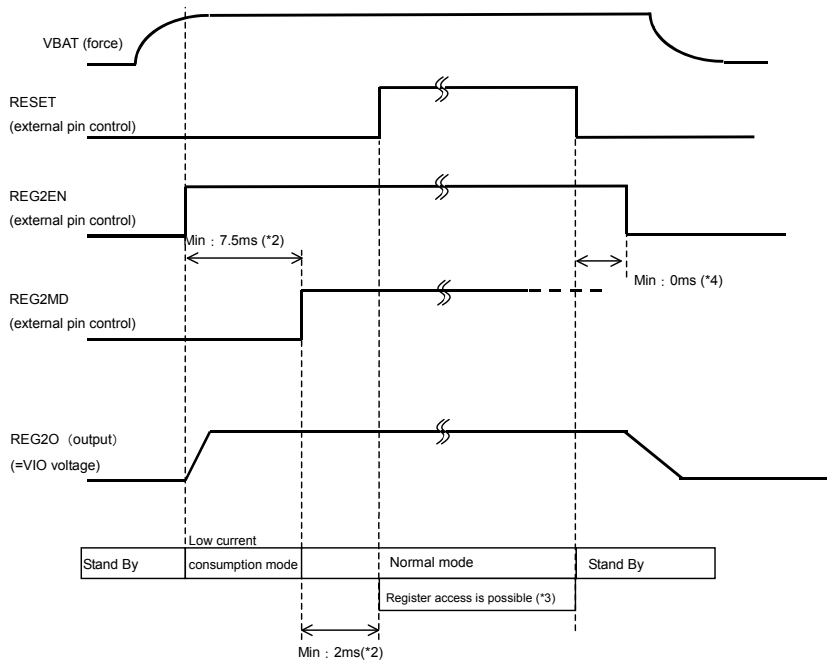 VBAT (force)
RESET
(external pin control)
REG2EN
(external pin control)
Min : 7.5ms (*2)
Min : 0ms (*4)
REG2MD
(external pin control)
REG2O (output)
(=VIO voltage)
Low current
Stand By
consumption mode
Normal mode
Stand By
Register access is possible (*3)
Min : 2ms(*2)